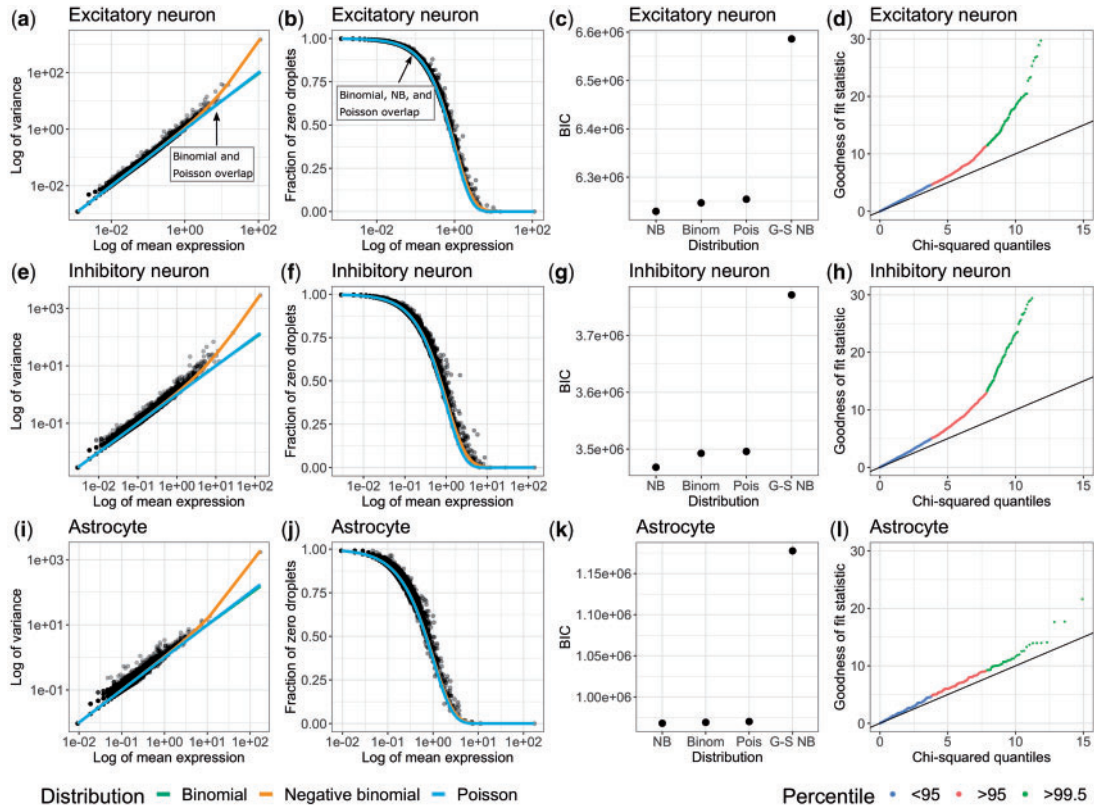 (a) Excitatory neuron
Log of variance
1e+02
1e+00
1e-02
Binomial and
Poisson overlap
1e-02 1e+00 1e+02
Log of mean expression
(b) Excitatory neuron
Fraction of zero droplets
1.00
0.75
0.50
0.25
0.00
Binomial, NB, and
Poisson overlap
1e-02 1e+00 1e+02
Log of mean expression
(c) Excitatory neuron
BIC
6.6e+06
6.5e+06
6.4e+06
6.3e+06
NB Binom Pois G-S NB
Distribution
(d) Excitatory neuron
Goodness of fit statistic
30
20
10
0
0 5 10 15
Chi-squared quantiles
(e) Inhibitory neuron
Log of variance
1e+03
1e+01
1e-01
1e-02 1e-01 1e+00 1e+01 1e+02
Log of mean expression
(f) Inhibitory neuron
Fraction of zero droplets
1.00
0.75
0.50
0.25
0.00
1e-02 1e-01 1e+00 1e+01 1e+02
Log of mean expression
(g) Inhibitory neuron
BIC
3.7e+06
3.6e+06
3.5e+06
NB Binom Pois G-S NB
Distribution
(h) Inhibitory neuron
Goodness of fit statistic
30
20
10
0
0 5 10 15
Chi-squared quantiles
(i) Astrocyte
Log of variance
1e+03
1e+01
1e-01
1e-02 1e-01 1e+00 1e+01 1e+02
Log of mean expression
(j) Astrocyte
Fraction of zero droplets
1.00
0.75
0.50
0.25
0.00
1e-02 1e-01 1e+00 1e+01 1e+02
Log of mean expression
(k) Astrocyte
BIC
1.15e+06
1.10e+06
1.05e+06
1.00e+06
NB Binom Pois G-S NB
Distribution
(l) Astrocyte
Goodness of fit statistic
30
20
10
0
0 5 10 15
Chi-squared quantiles
Distribution Binomial Negative binomial Poisson
Percentile <95 >95 >99.5